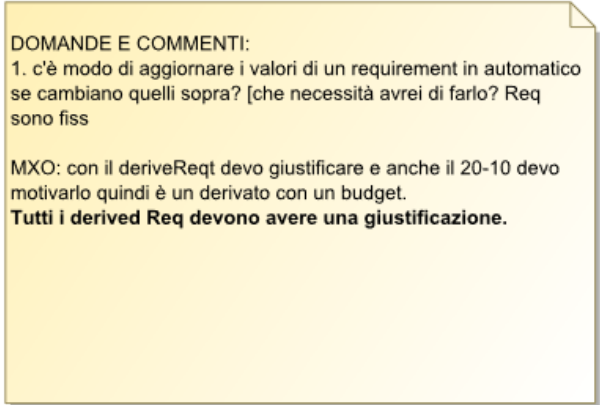 DOMANDE E COMMENTI:
1. c'è modo di aggiornare i valori di un requirement in automatico
se cambiano quelli sopra? [che necessità avrei di farlo? Req
sono fiss
MXO: con il deriveReqt devo giustificare e anche il 20-10 devo
motivarlo quindi è un derivato con un budget.
Tutti i derived Req devono avere una giustificazione.